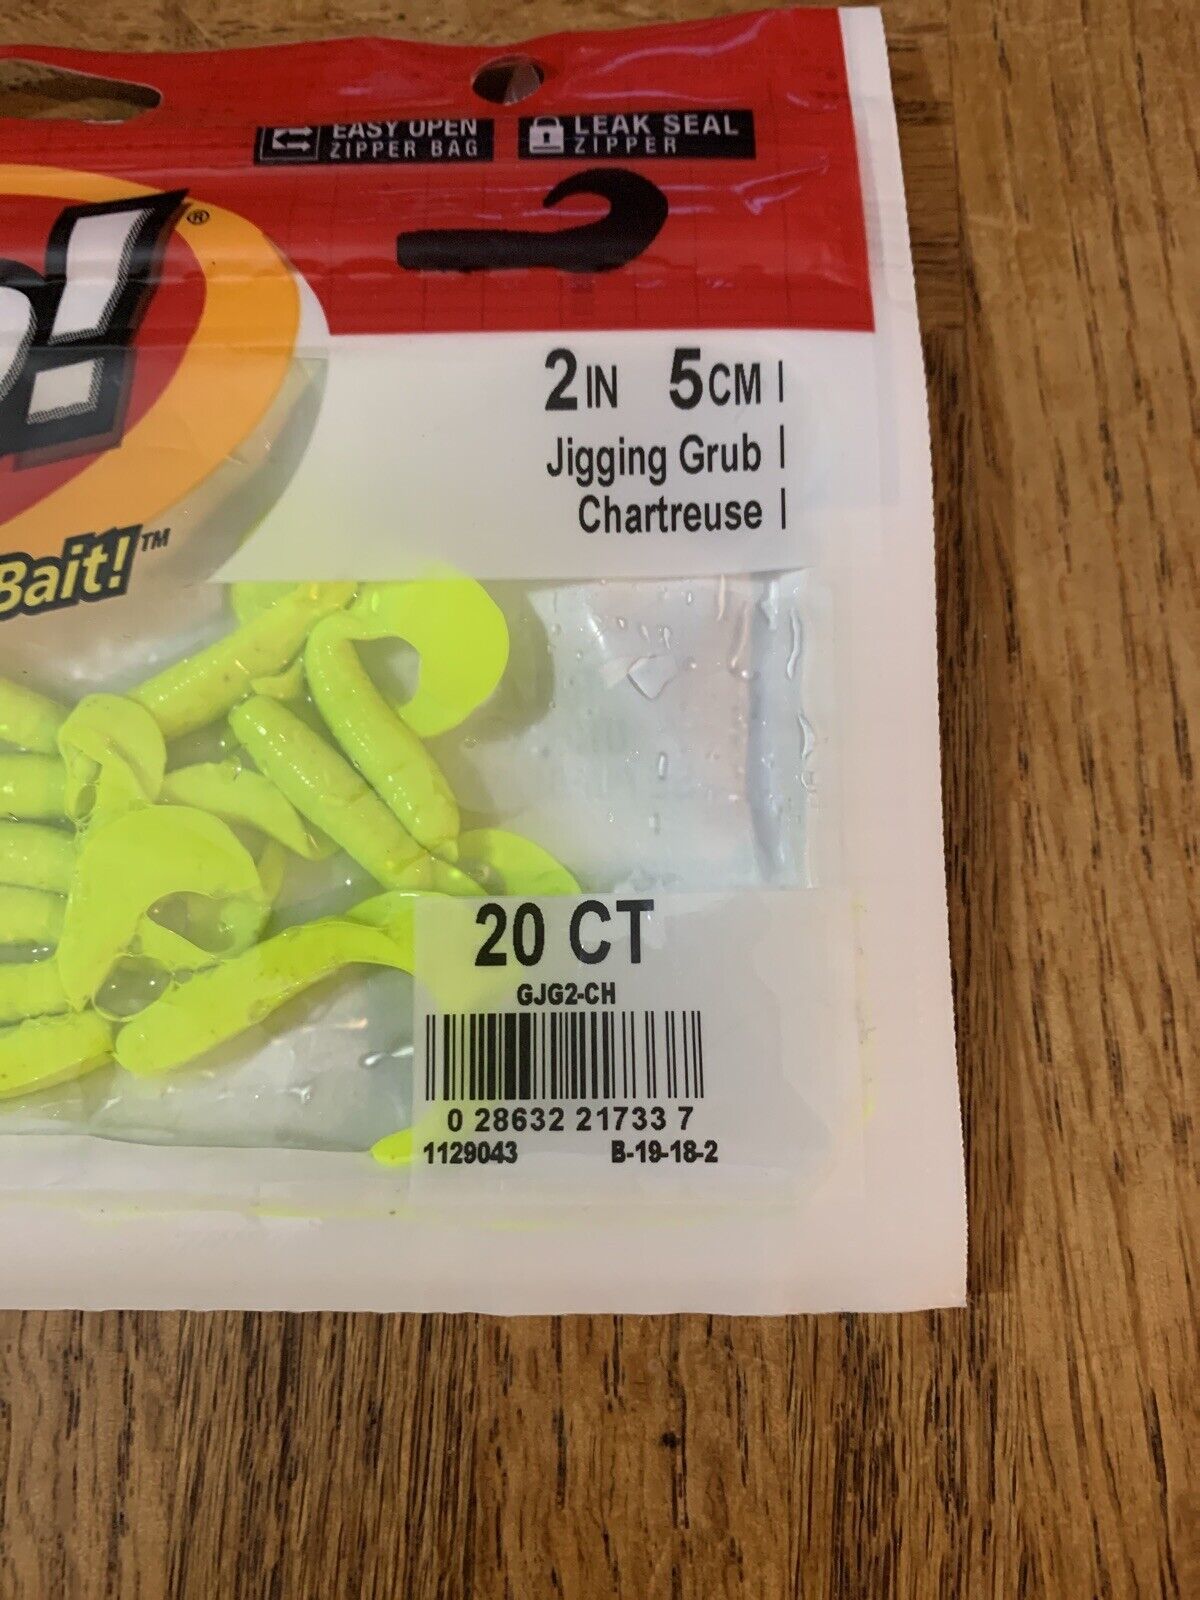 EASY OPEN
ZIPPER BAG
LEAK SEAL
ZIPPER
!®
2IN 5CM
Jigging Grub
Chartreuse
Bait!™
20 CT
GJG2-CH
0 28632 21733 7
1129043 B-19-18-2